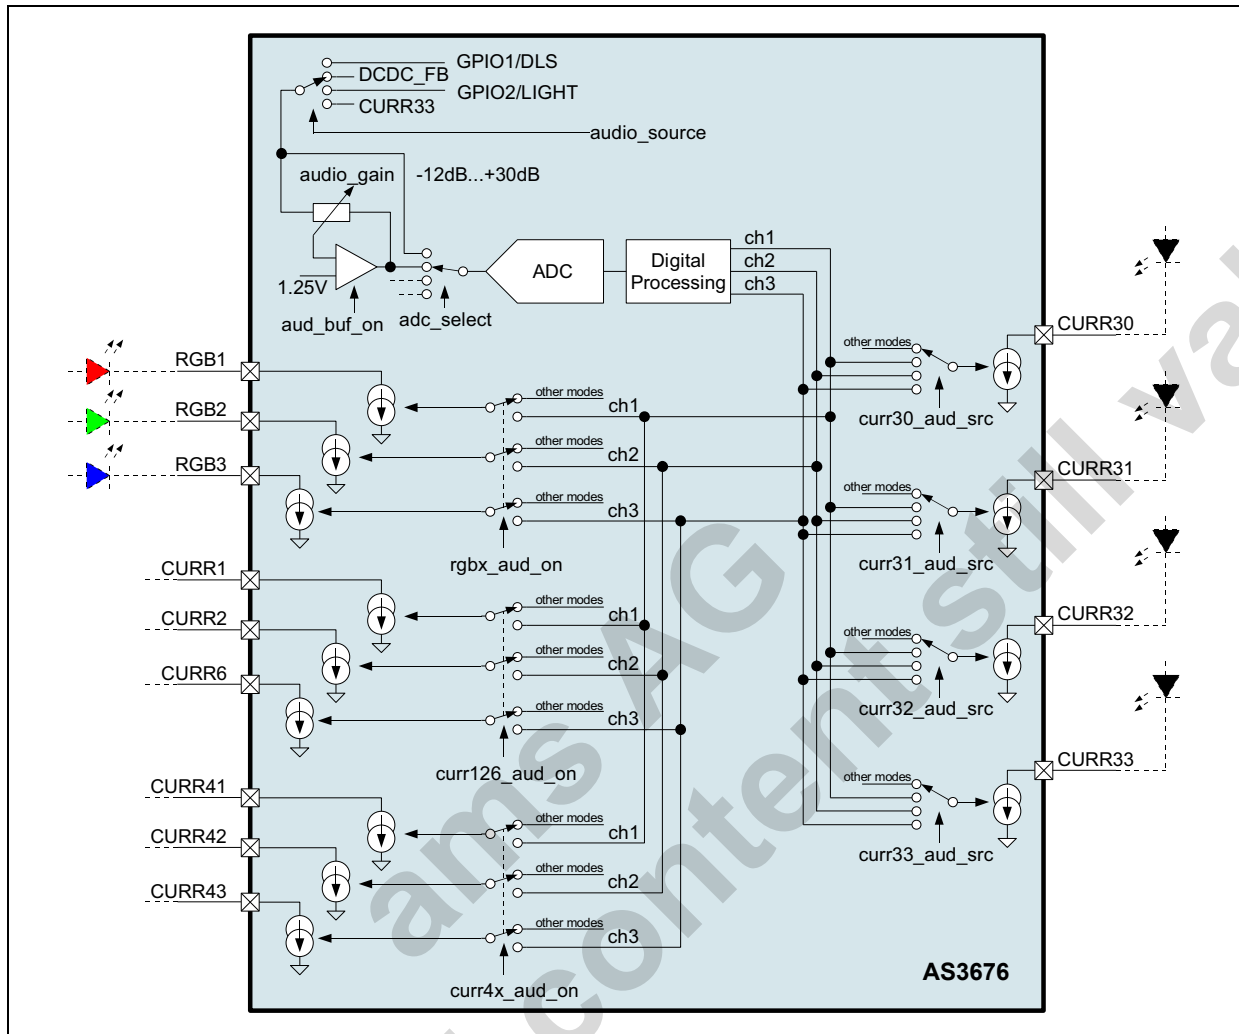 GPIO1/DLS
DCDC_FB
GPIO2/LIGHT
CURR33
audio_source
audio_gain
-12dB...+30dB
1.25V
aud_buf_on
adc_select
ADC
Digital
Processing
ch1
ch2
ch3
RGB1
RGB2
RGB3
other modes
ch1
other modes
ch2
other modes
ch3
rgbx_aud_on
CURR1
CURR2
CURR6
other modes
ch1
other modes
ch2
other modes
ch3
curr126_aud_on
CURR41
CURR42
CURR43
other modes
ch1
other modes
ch2
other modes
ch3
curr4x_aud_on
other modes
curr30_aud_src
CURR30
other modes
curr31_aud_src
CURR31
other modes
curr32_aud_src
CURR32
other modes
curr33_aud_src
CURR33
AS3676
ams AG
content still